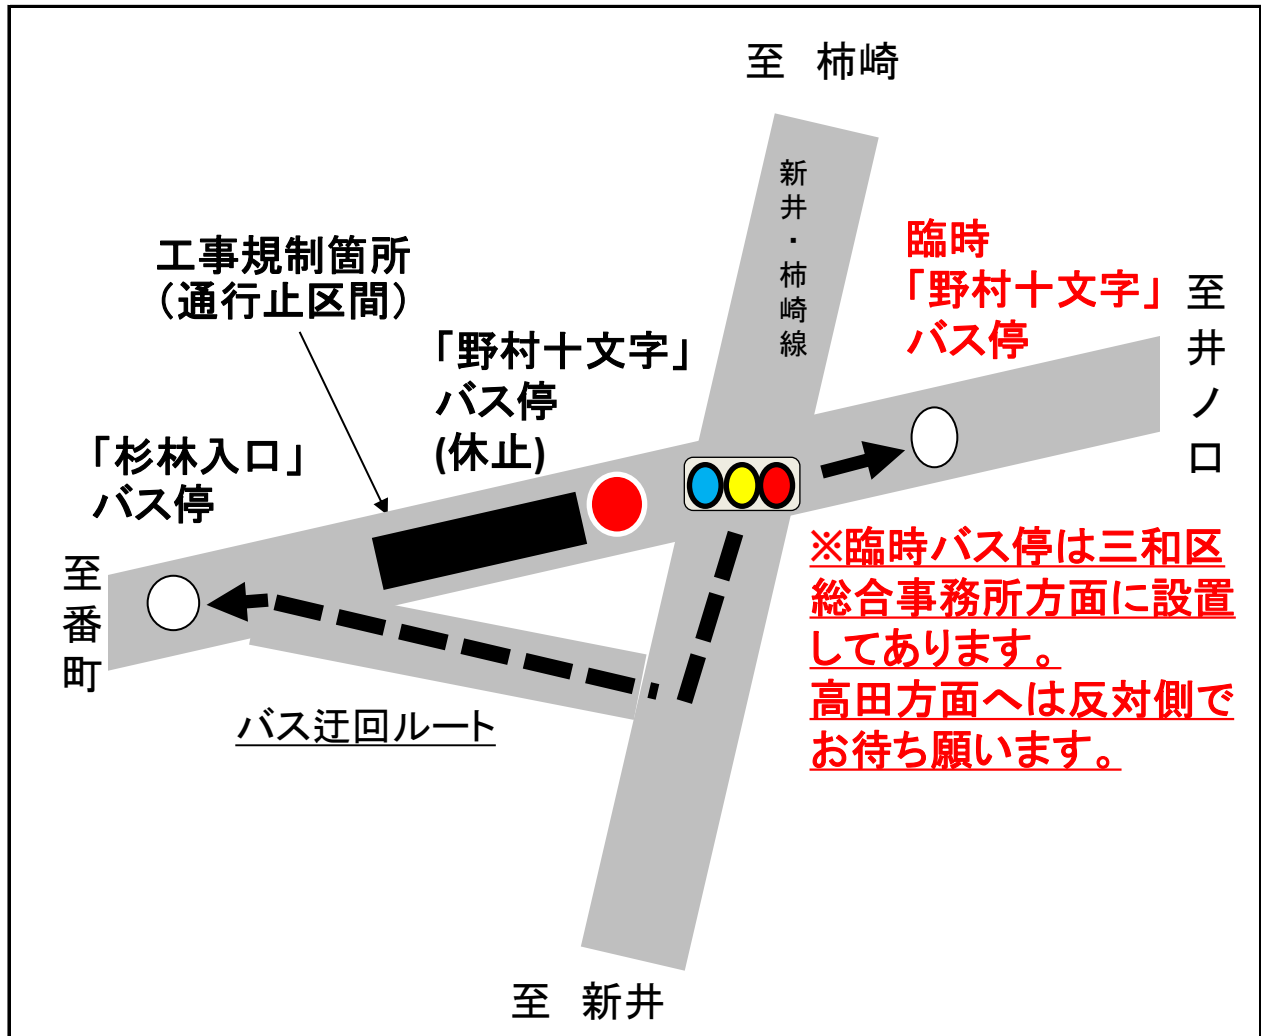 至 柿崎
新井・柿崎線
臨時
「野村十文字」
バス停
至井ノ口
工事規制箇所
（通行止区間）
「野村十文字」
バス停
(休止)
「杉林入口」
バス停
至番町
バス迂回ルート
※臨時バス停は三和区
総合事務所方面に設置
してあります。
高田方面へは反対側で
お待ち願います。
至 新井